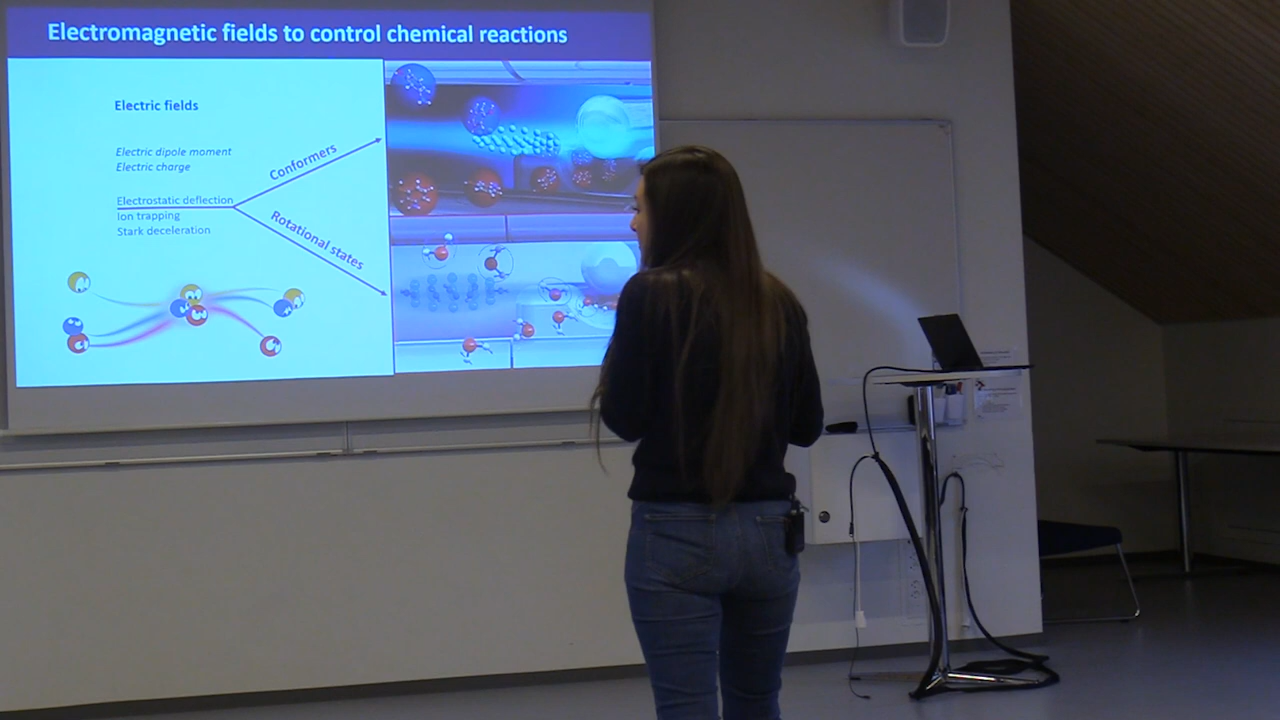 Electromagnetic fields to control chemical reactions
Electric fields
Electric dipole moment
Electric charge
Conformers
Electrostatic deflection
Ion trapping
Stark deceleration
Rotational states